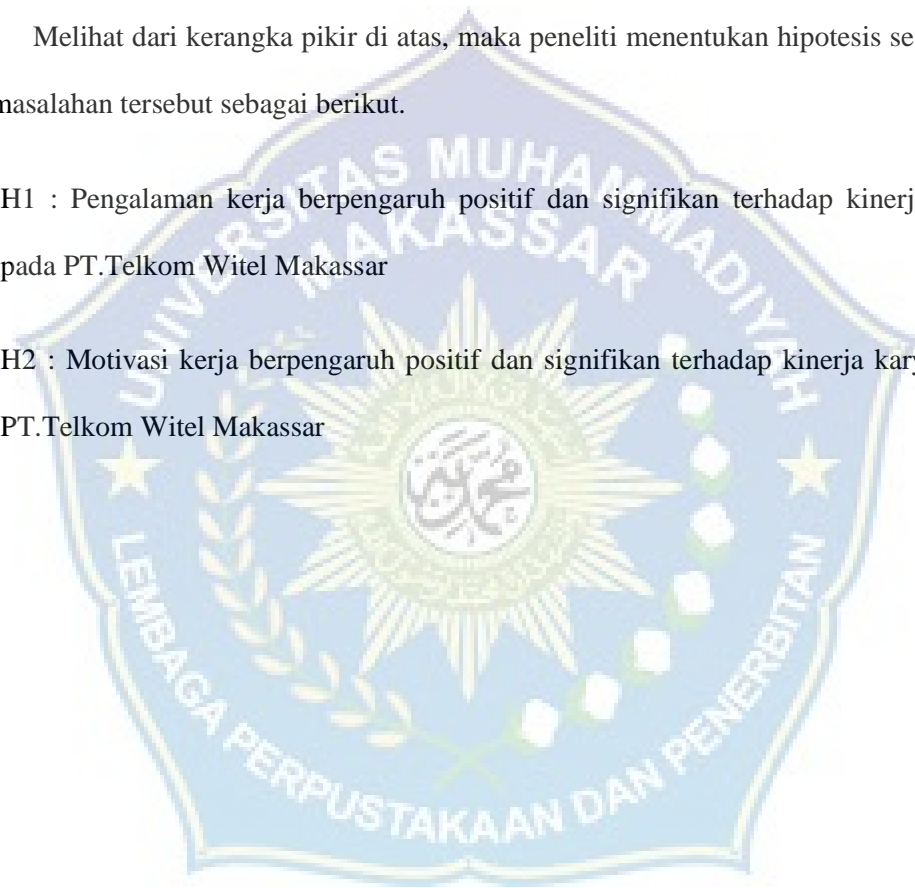 Melihat dari kerangka pikir di atas, maka peneliti menentukan hipotesis se
masalahan tersebut sebagai berikut.
H1 : Pengalaman kerja berpengaruh positif dan signifikan terhadap kinerj
pada PT.Telkom Witel Makassar
H2 : Motivasi kerja berpengaruh positif dan signifikan terhadap kinerja kary
PT.Telkom Witel Makassar
UNIVERSITAS MUHAMMADIYAH
MAKASSAR
محمد
LEMBAGA PERPUSTAKAAN DAN PENERBITAN